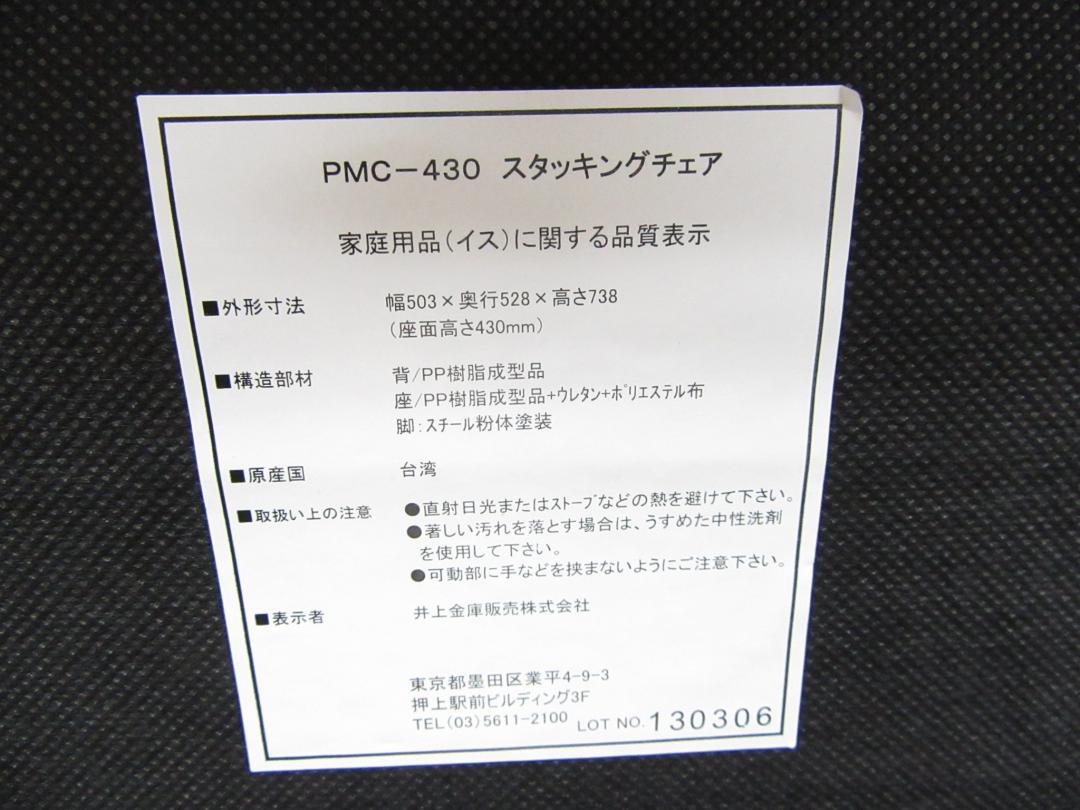 PMC-430 スタッキングチェア
家庭用品(イス)に関する品質表示
■外形寸法 幅503×奥行528×高さ738
(座面高さ430mm)
■構造部材 背/PP樹脂成型品
座/PP樹脂成型品+ウレタン+ポリエステル布
脚:スチール粉体塗装
■原産国 台湾
■取扱い上の注意 ●直射日光またはストーブなどの熱を避けて下さい。
●著しい汚れを落とす場合は、うすめた中性洗剤
を使用して下さい。
●可動部に手などを挟まないようにご注意下さい。
■表示者 井上金庫販売株式会社
東京都墨田区業平4-9-3
押上駅前ビルディング3F
TEL(03)5611-2100 LOT NO.130306